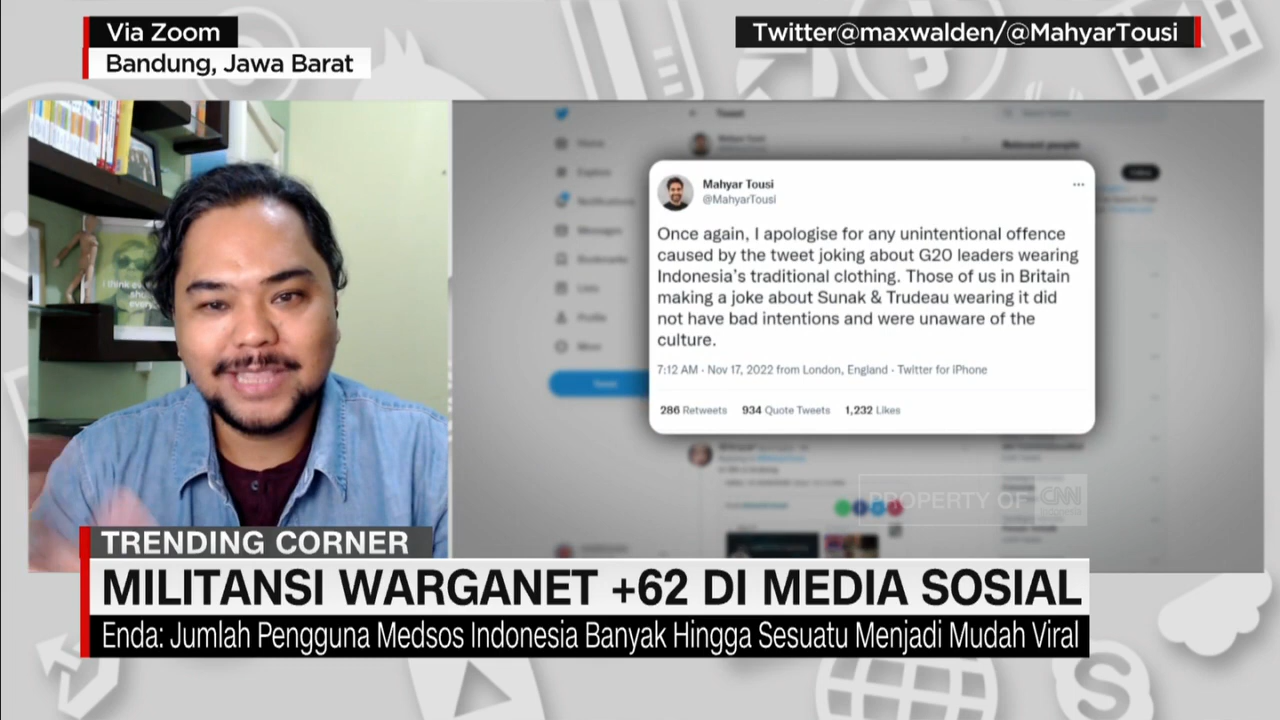 Via Zoom
Bandung, Jawa Barat
Twitter@maxwalden/@MahyarTousi
Mahyar Tousi
@MahyarTousi
Once again, I apologise for any unintentional offence
caused by the tweet joking about G20 leaders wearing
Indonesia's traditional clothing. Those of us in Britain
making a joke about Sunak & Trudeau wearing it did
not have bad intentions and were unaware of the
culture.
7:12 AM · Nov 17, 2022 from London, England · Twitter for iPhone
286 Retweets 934 Quote Tweets 1,232 Likes
PROPERTY OF CNN
TRENDING CORNER
MILITANSI WARGANET +62 DI MEDIA SOSIAL
Enda: Jumlah Pengguna Medsos Indonesia Banyak Hingga Sesuatu Menjadi Mudah Viral